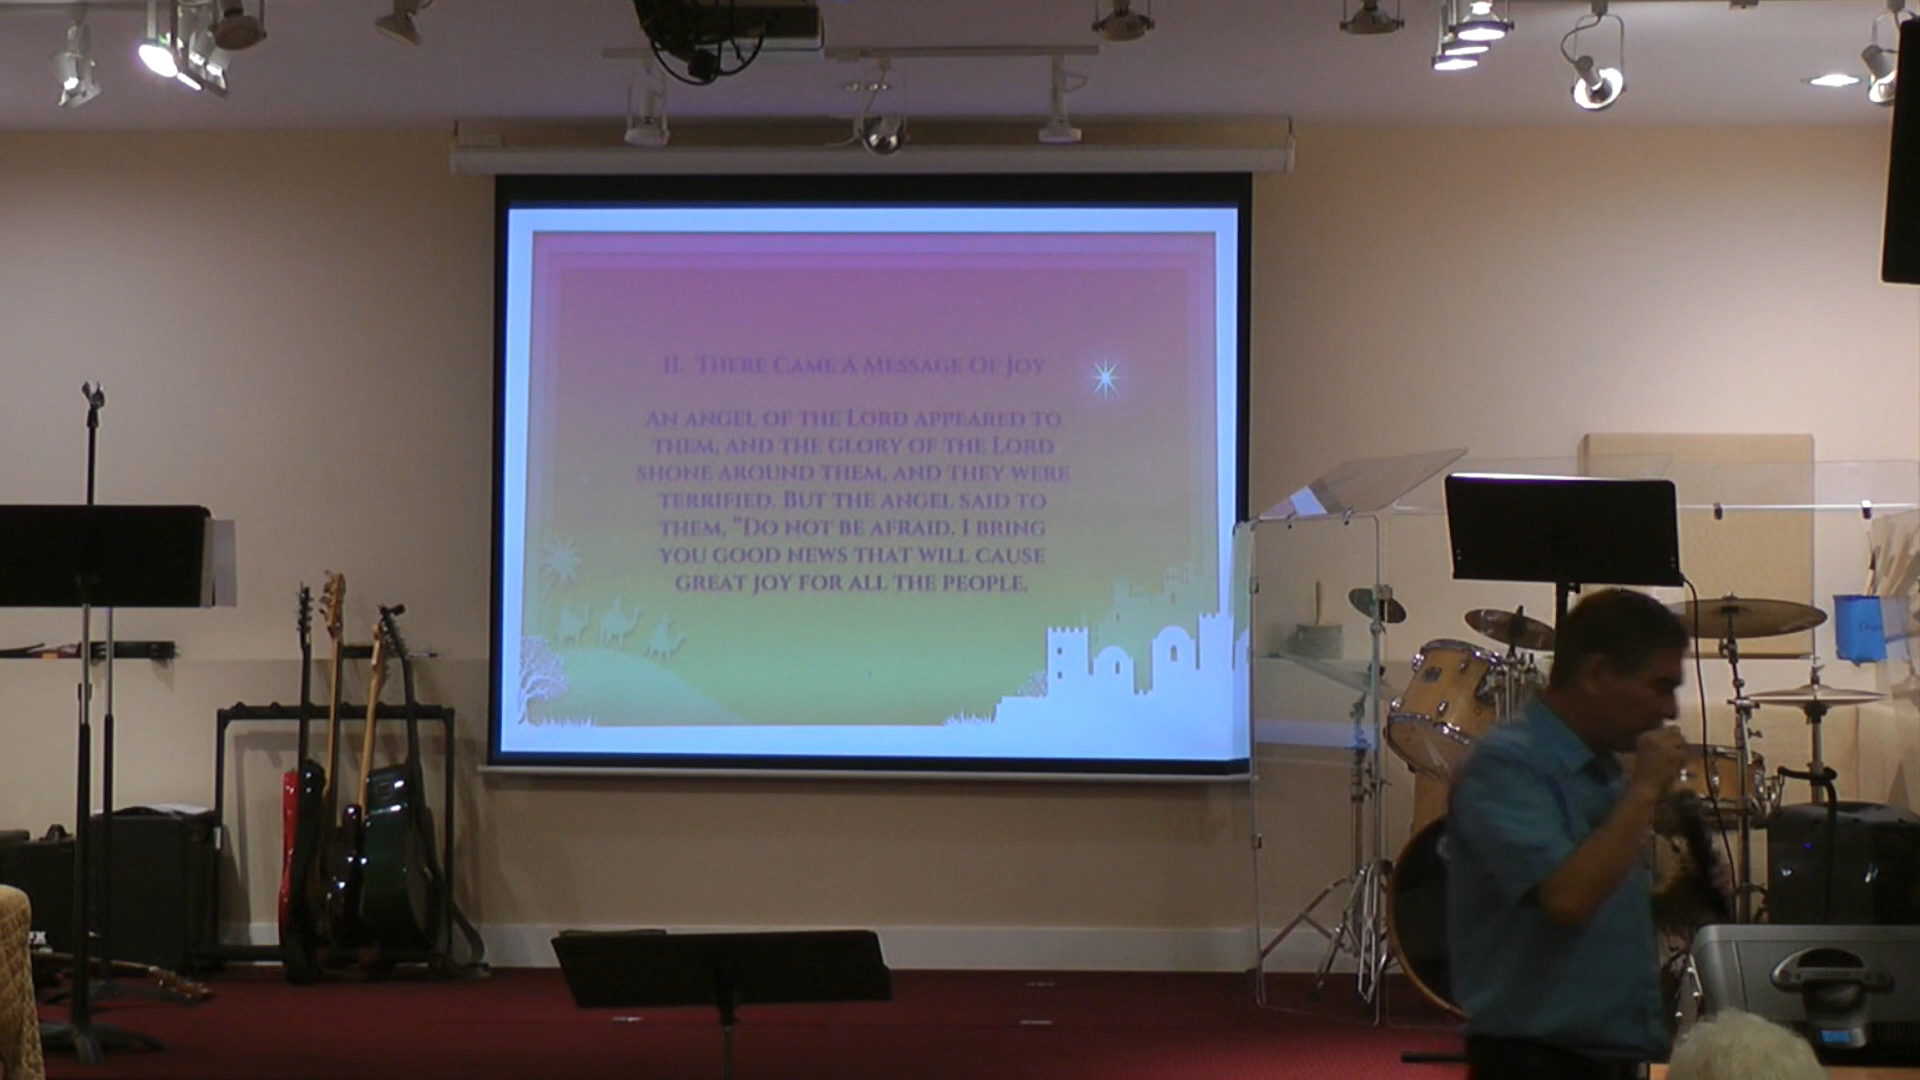 II. There Came A Message Of Joy
An angel of the Lord appeared to
them, and the glory of the Lord
shone around them, and they were
terrified. But the angel said to
them, "Do not be afraid. I bring
you good news that will cause
great joy for all the people.